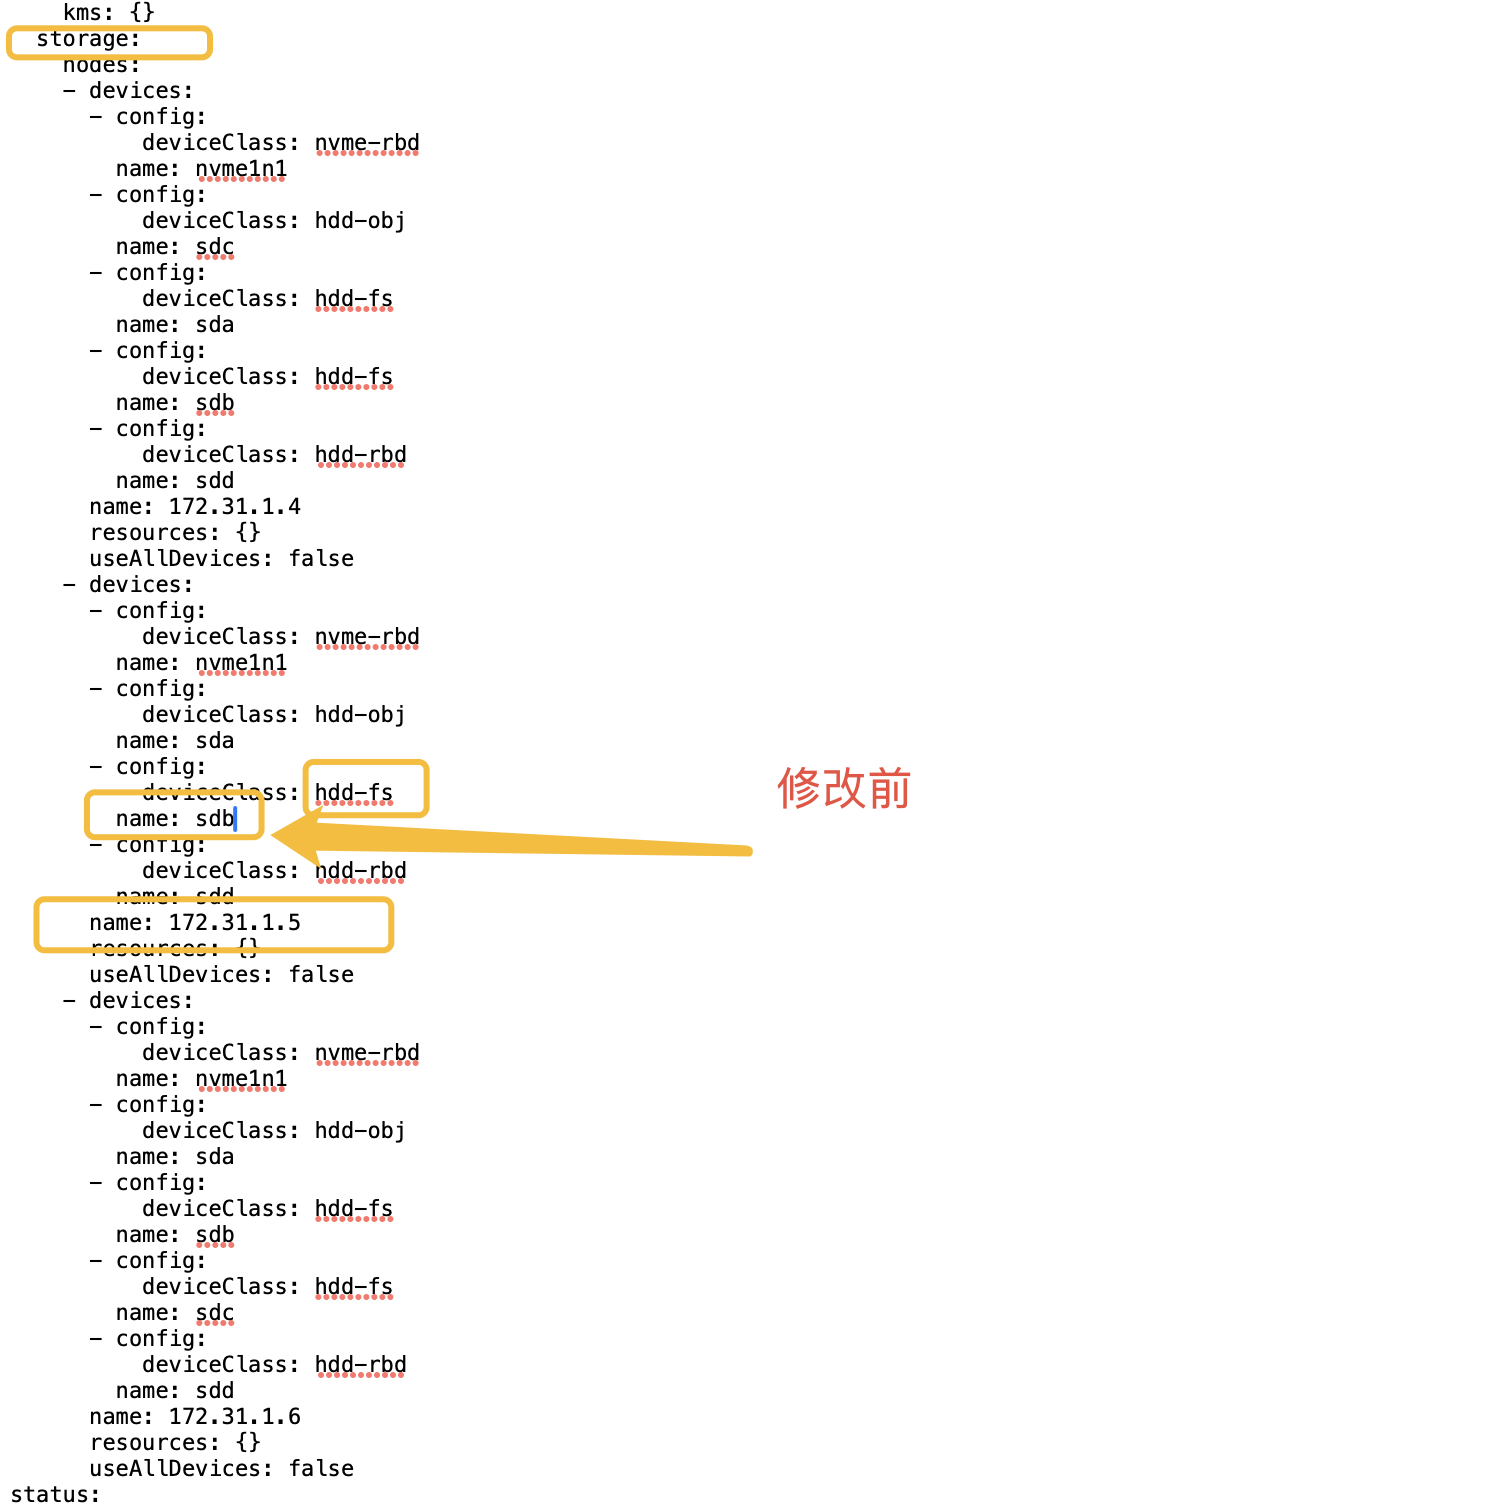 kms: {}
  storage:
    nodes:
    - devices:
      - config:
          deviceClass: nvme-rbd
        name: nvme1n1
      - config:
          deviceClass: hdd-obj
        name: sdc
      - config:
          deviceClass: hdd-fs
        name: sda
      - config:
          deviceClass: hdd-fs
        name: sdb
      - config:
          deviceClass: hdd-rbd
        name: sdd
      name: 172.31.1.4
      resources: {}
      useAllDevices: false
    - devices:
      - config:
          deviceClass: nvme-rbd
        name: nvme1n1
      - config:
          deviceClass: hdd-obj
        name: sda
      - config:
          deviceClass: hdd-fs
修改前
        name: sdb
      - config:
          deviceClass: hdd-rbd
        name: sdd
      name: 172.31.1.5
      resources: {}
      useAllDevices: false
    - devices:
      - config:
          deviceClass: nvme-rbd
        name: nvme1n1
      - config:
          deviceClass: hdd-obj
        name: sda
      - config:
          deviceClass: hdd-fs
        name: sdb
      - config:
          deviceClass: hdd-fs
        name: sdc
      - config:
          deviceClass: hdd-rbd
        name: sdd
      name: 172.31.1.6
      resources: {}
      useAllDevices: false
status: